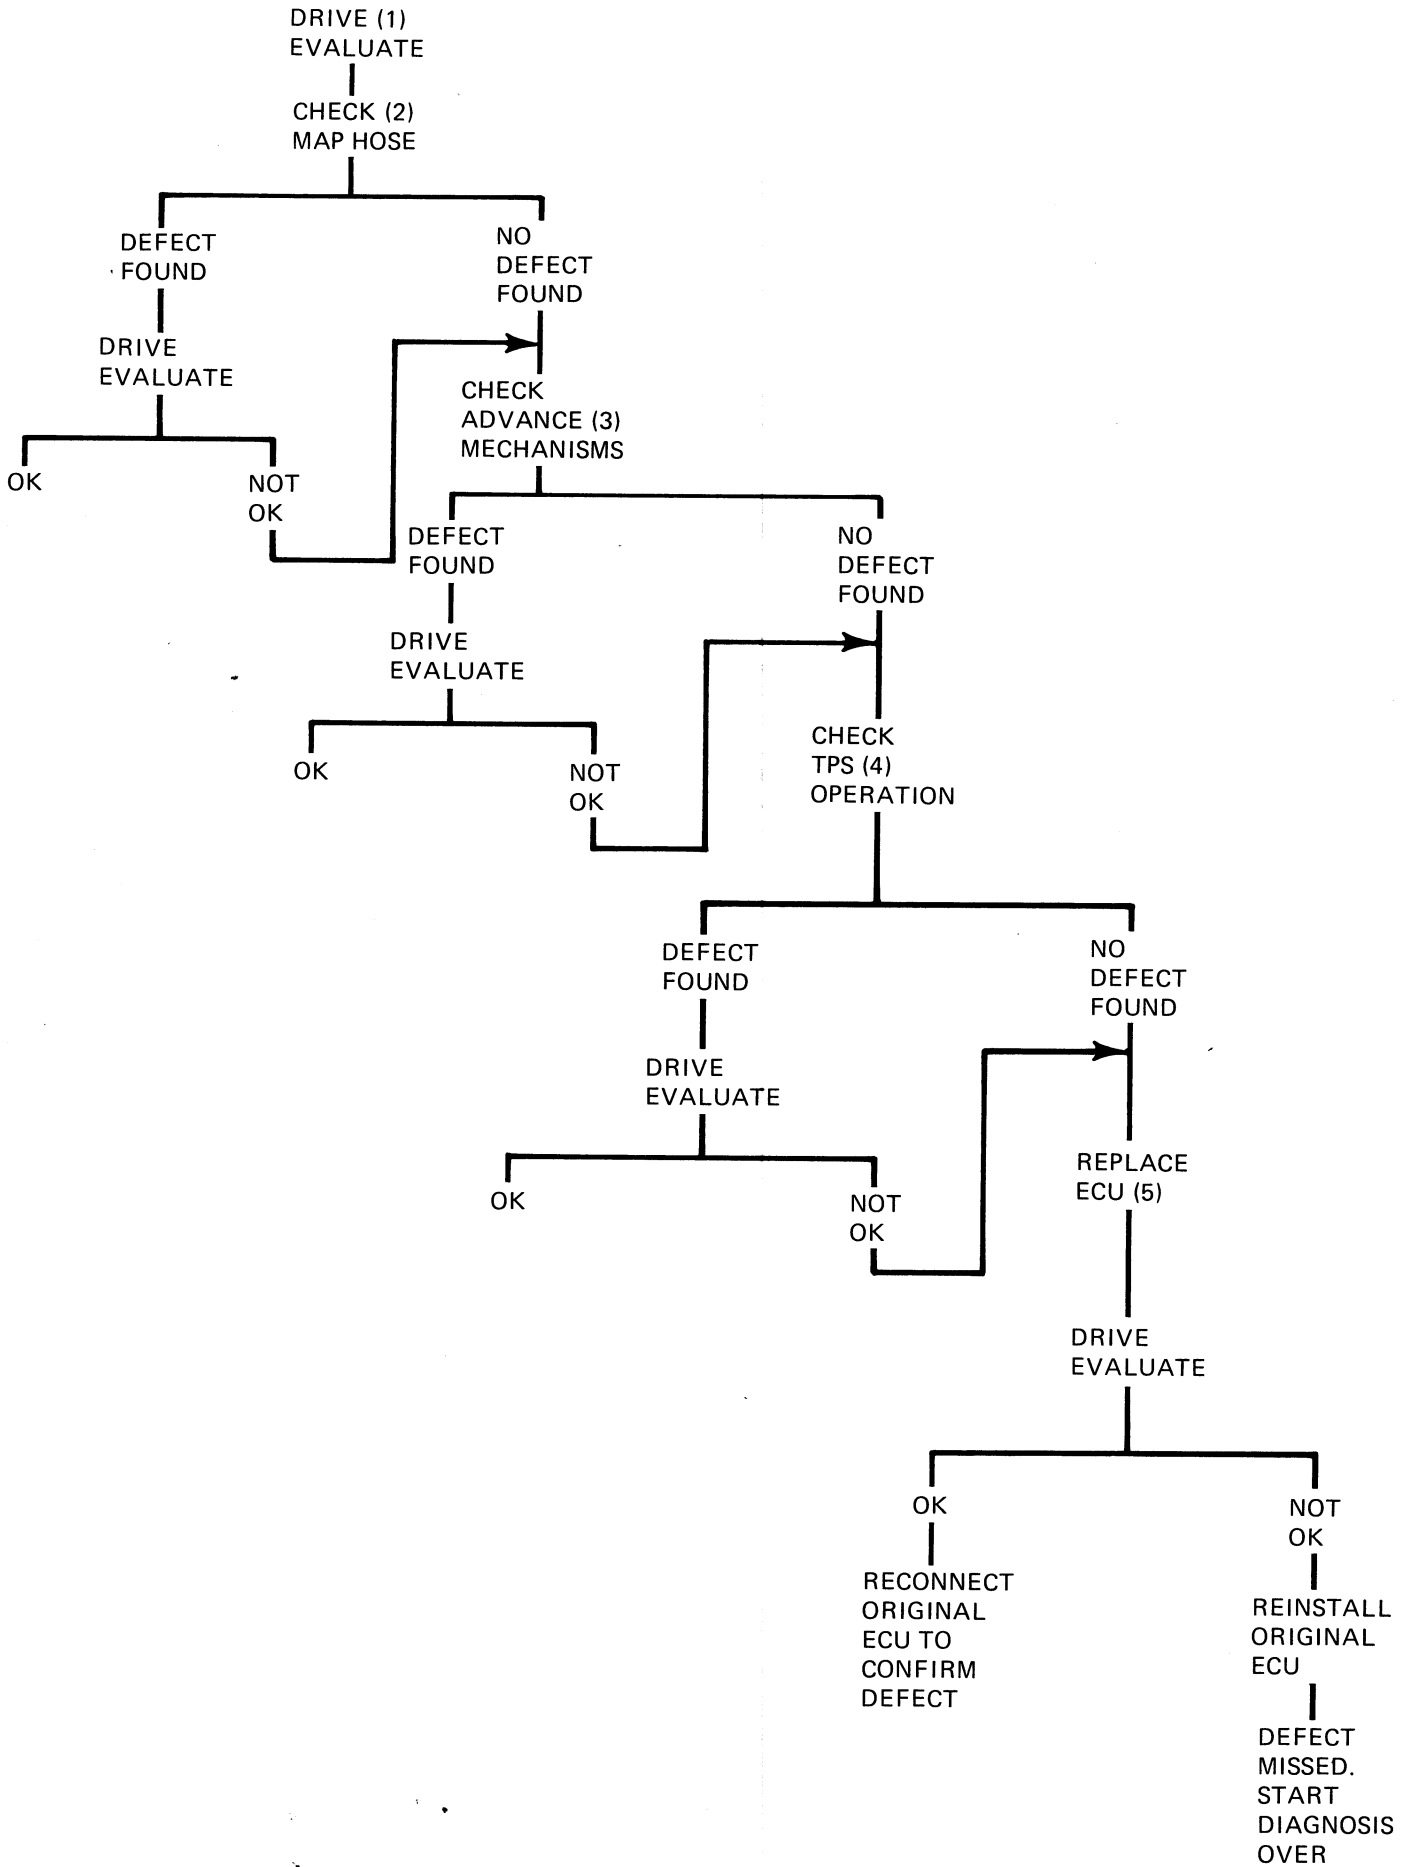 DRIVE (1)
EVALUATE
CHECK (2)
MAP HOSE
DEFECT
FOUND
NO
DEFECT
FOUND
DRIVE
EVALUATE
OK
NOT
OK
CHECK
ADVANCE (3)
MECHANISMS
DEFECT
FOUND
NO
DEFECT
FOUND
DRIVE
EVALUATE
OK
NOT
OK
CHECK
TPS (4)
OPERATION
DEFECT
FOUND
NO
DEFECT
FOUND
DRIVE
EVALUATE
OK
NOT
OK
REPLACE
ECU (5)
DRIVE
EVALUATE
OK
NOT
OK
RECONNECT
ORIGINAL
ECU TO
CONFIRM
DEFECT
REINSTALL
ORIGINAL
ECU
DEFECT
MISSED.
START
DIAGNOSIS
OVER